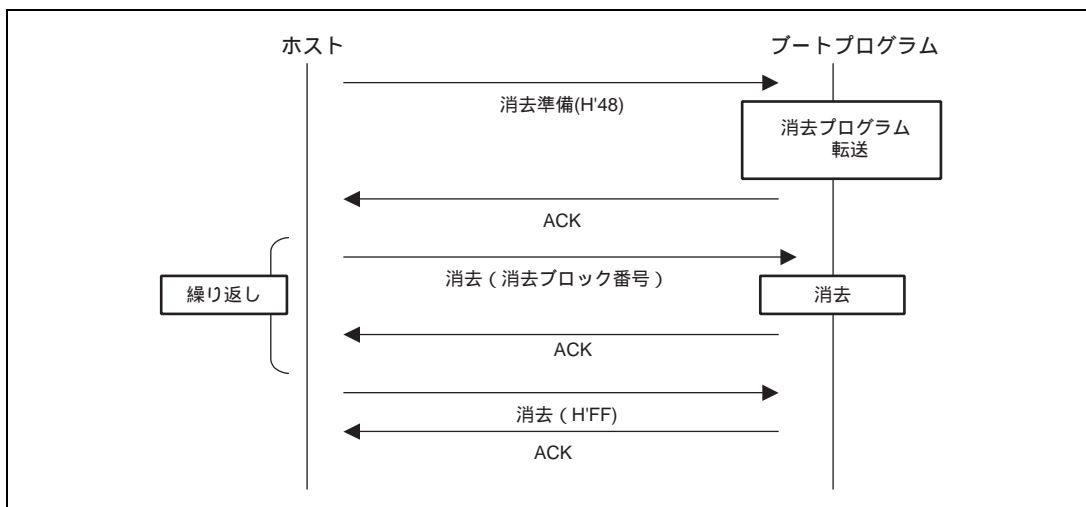 ホスト
ブートプログラム
消去準備(H'48)
消去プログラム
転送
ACK
消去(消去ブロック番号)
繰り返し
消去
ACK
消去(H'FF)
ACK